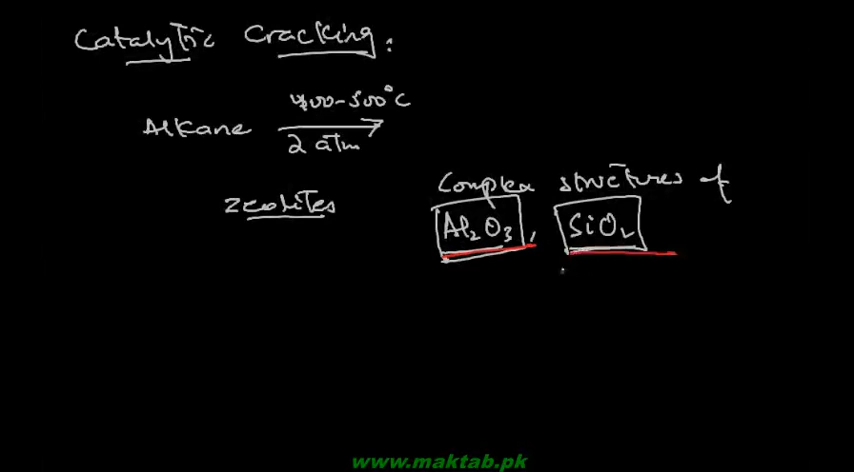 Catalytic Cracking:
400-500°C
Alkane
2 atm
zeolites
Complex structures of
Al₂O₃, SiO₂
www.maktab.pk